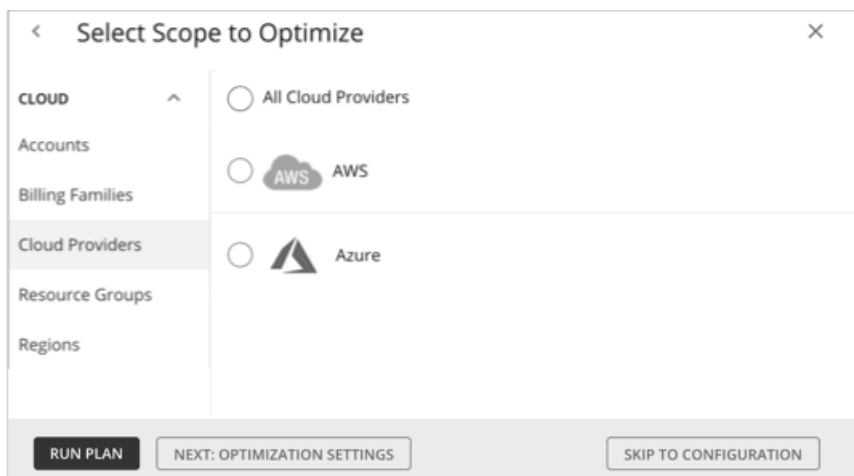 Select Scope to Optimize
CLOUD
Accounts
Billing Families
Cloud Providers
Resource Groups
Regions
All Cloud Providers
AWS AWS
Azure
RUN PLAN
NEXT: OPTIMIZATION SETTINGS
SKIP TO CONFIGURATION